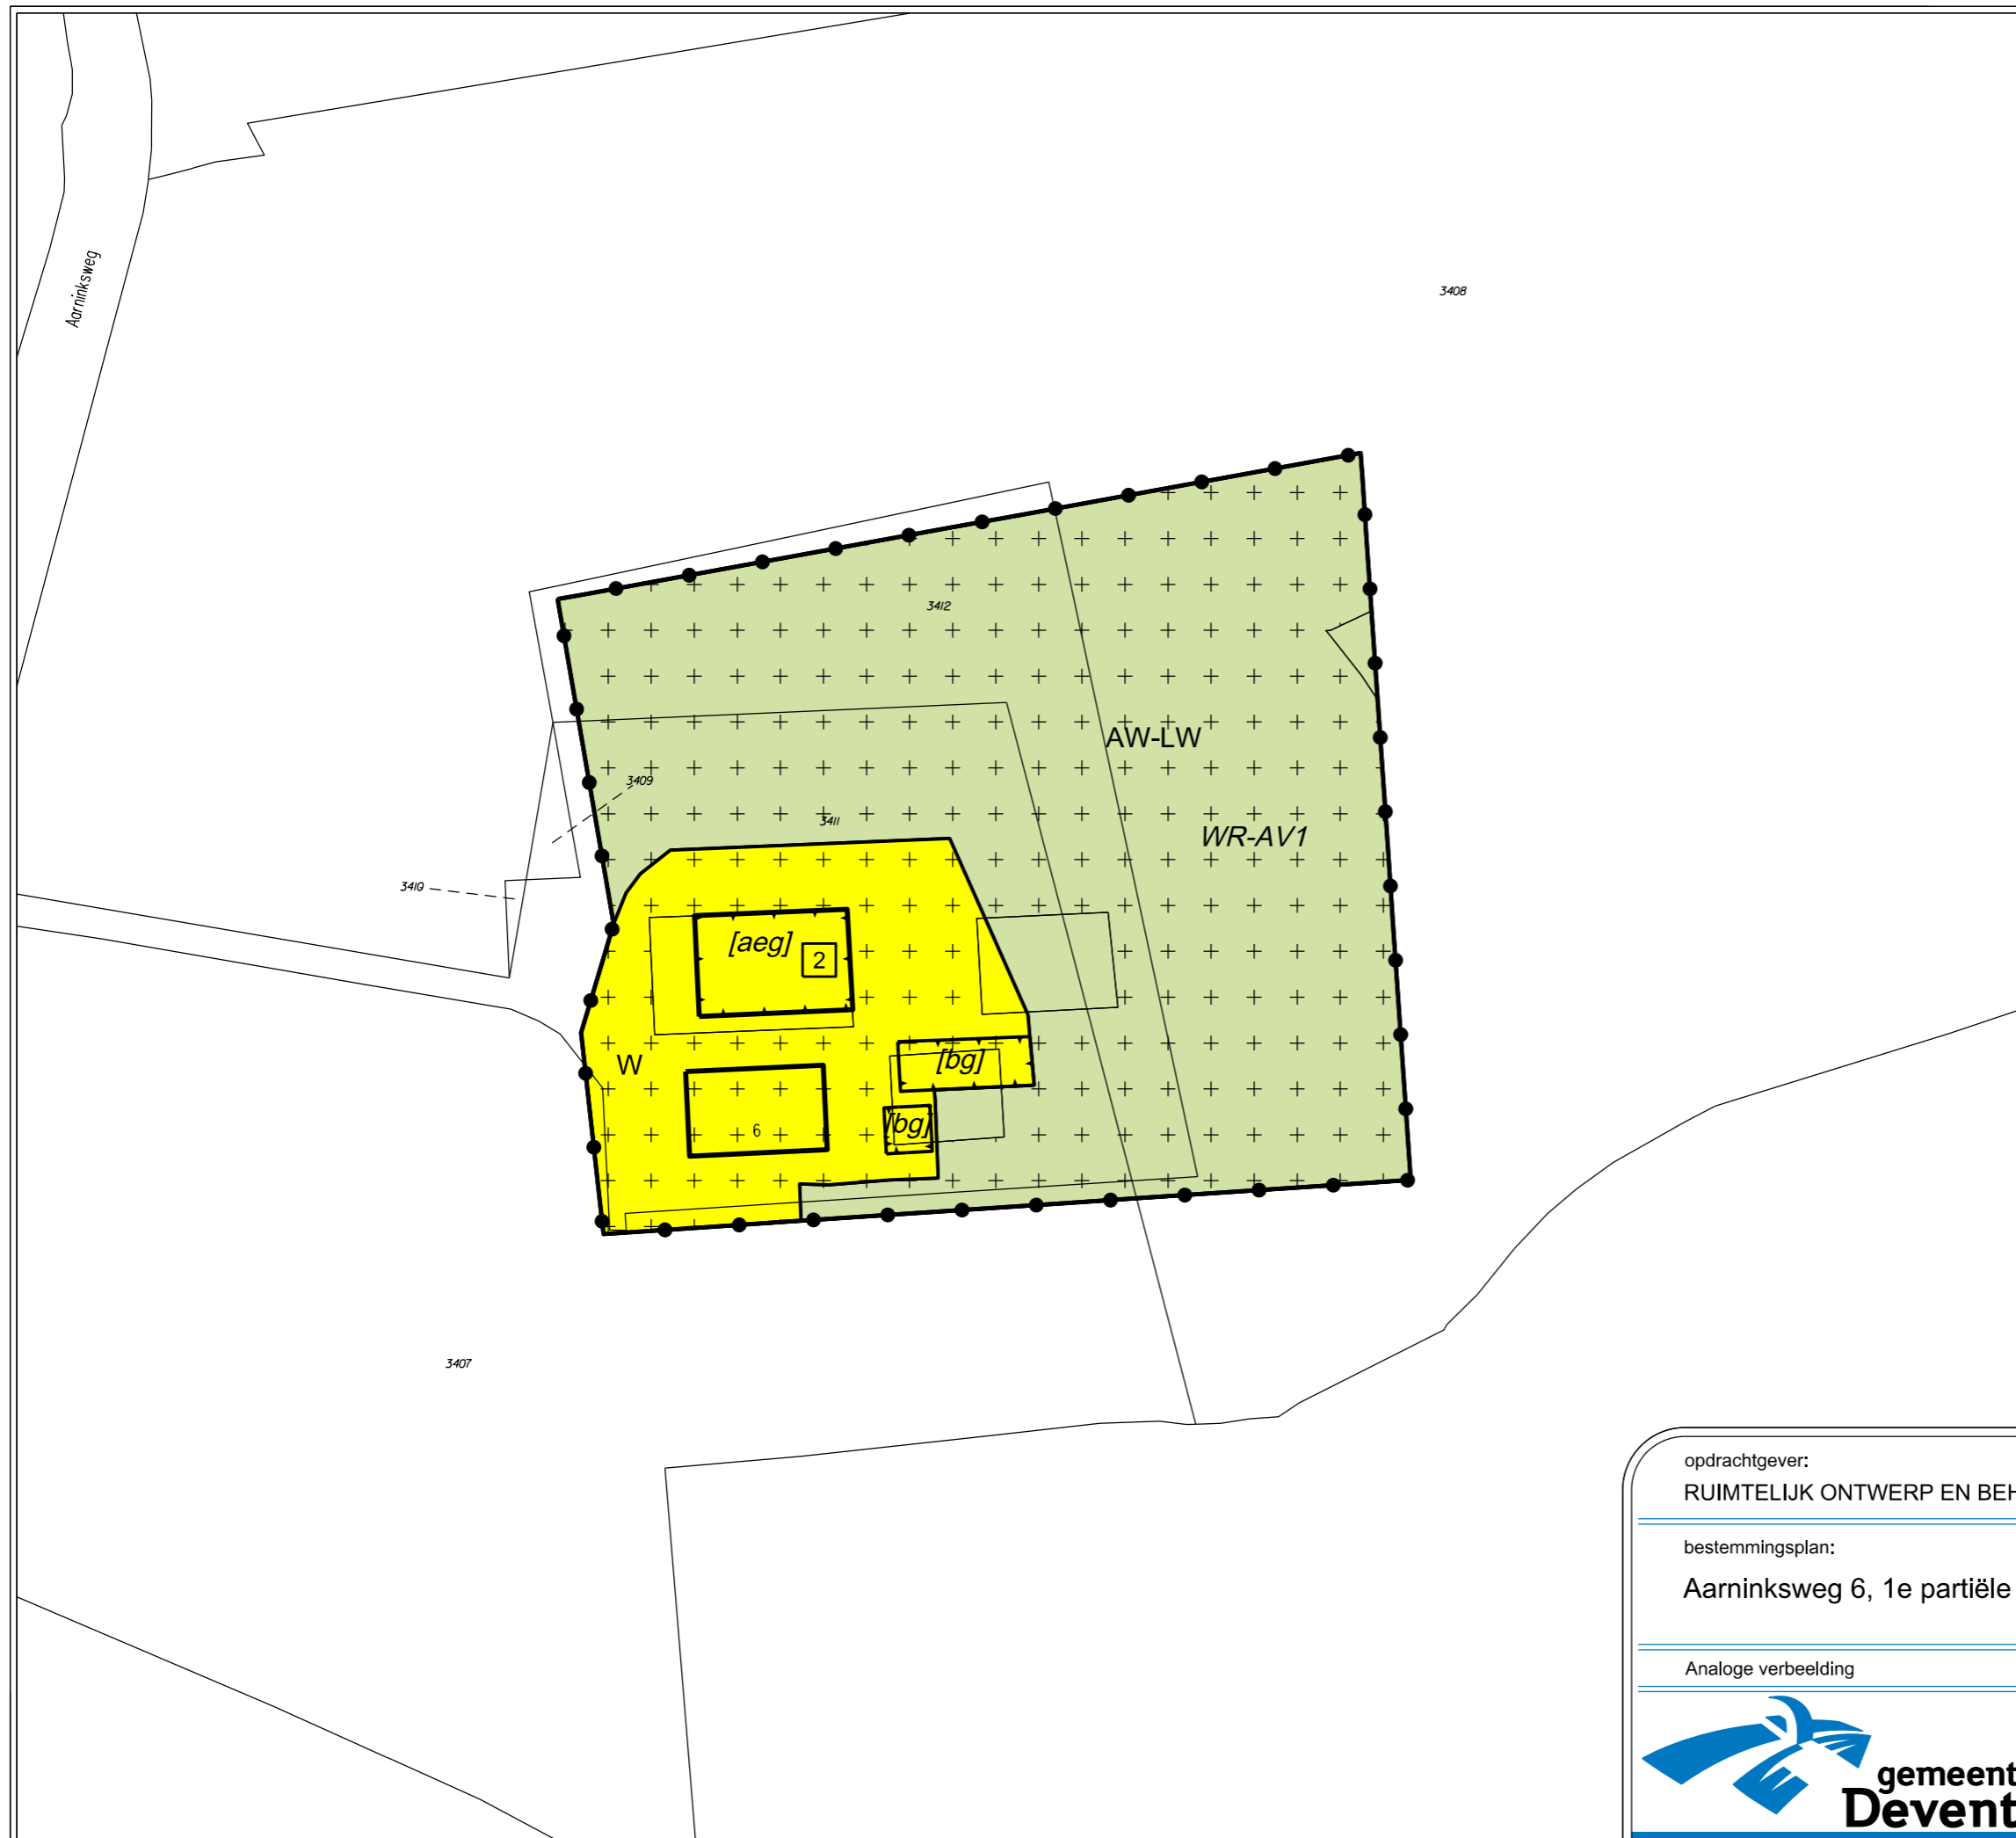 Aarninksweg
3408
3412
AW-LW
3409
3411
WR-AV1
3410
[aeg]
2
W
[bg]
[bg]
6
3407
opdrachtgever:
RUIMTELIJK ONTWERP EN BEH
bestemmingsplan:
Aarninksweg 6, 1e partiële
Analoge verbeelding
gemeent
Devent